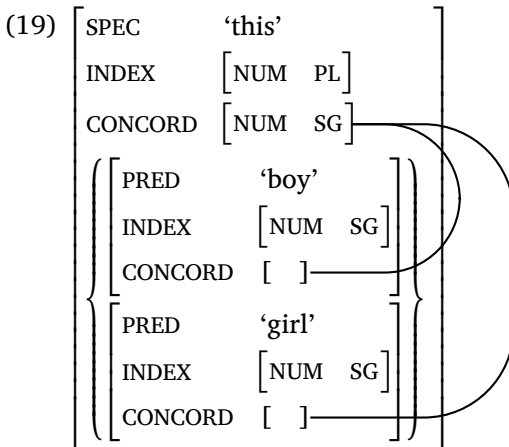 (19) SPEC ‘this’
INDEX [NUM PL]
CONCORD [NUM SG]
PRED ‘boy’
INDEX [NUM SG]
CONCORD [ ]
PRED ‘girl’
INDEX [NUM SG]
CONCORD [ ]